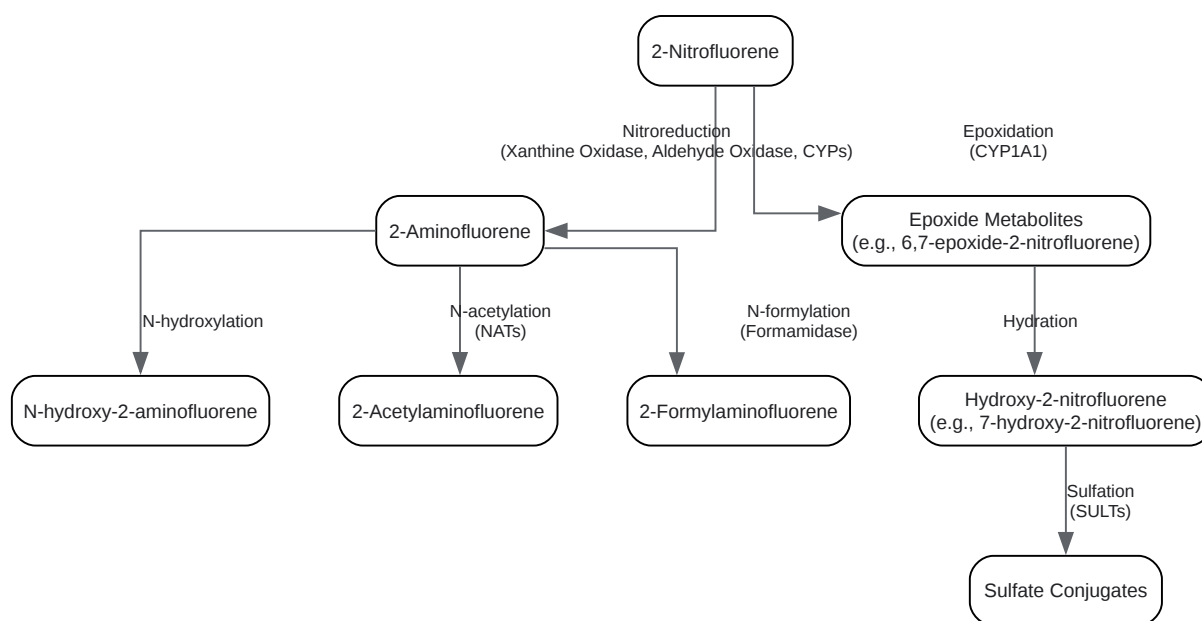 2-Nitrofluorene
Nitroreduction
(Xanthine Oxidase, Aldehyde Oxidase, CYPs)
Epoxidation
(CYP1A1)
2-Aminofluorene
Epoxide Metabolites
(e.g., 6,7-epoxide-2-nitrofluorene)
N-hydroxylation
N-acetylation
(NATs)
N-formylation
(Formamidase)
Hydration
N-hydroxy-2-aminofluorene
2-Acetylaminofluorene
2-Formylaminofluorene
Hydroxy-2-nitrofluorene
(e.g., 7-hydroxy-2-nitrofluorene)
Sulfation
(SULTs)
Sulfate Conjugates